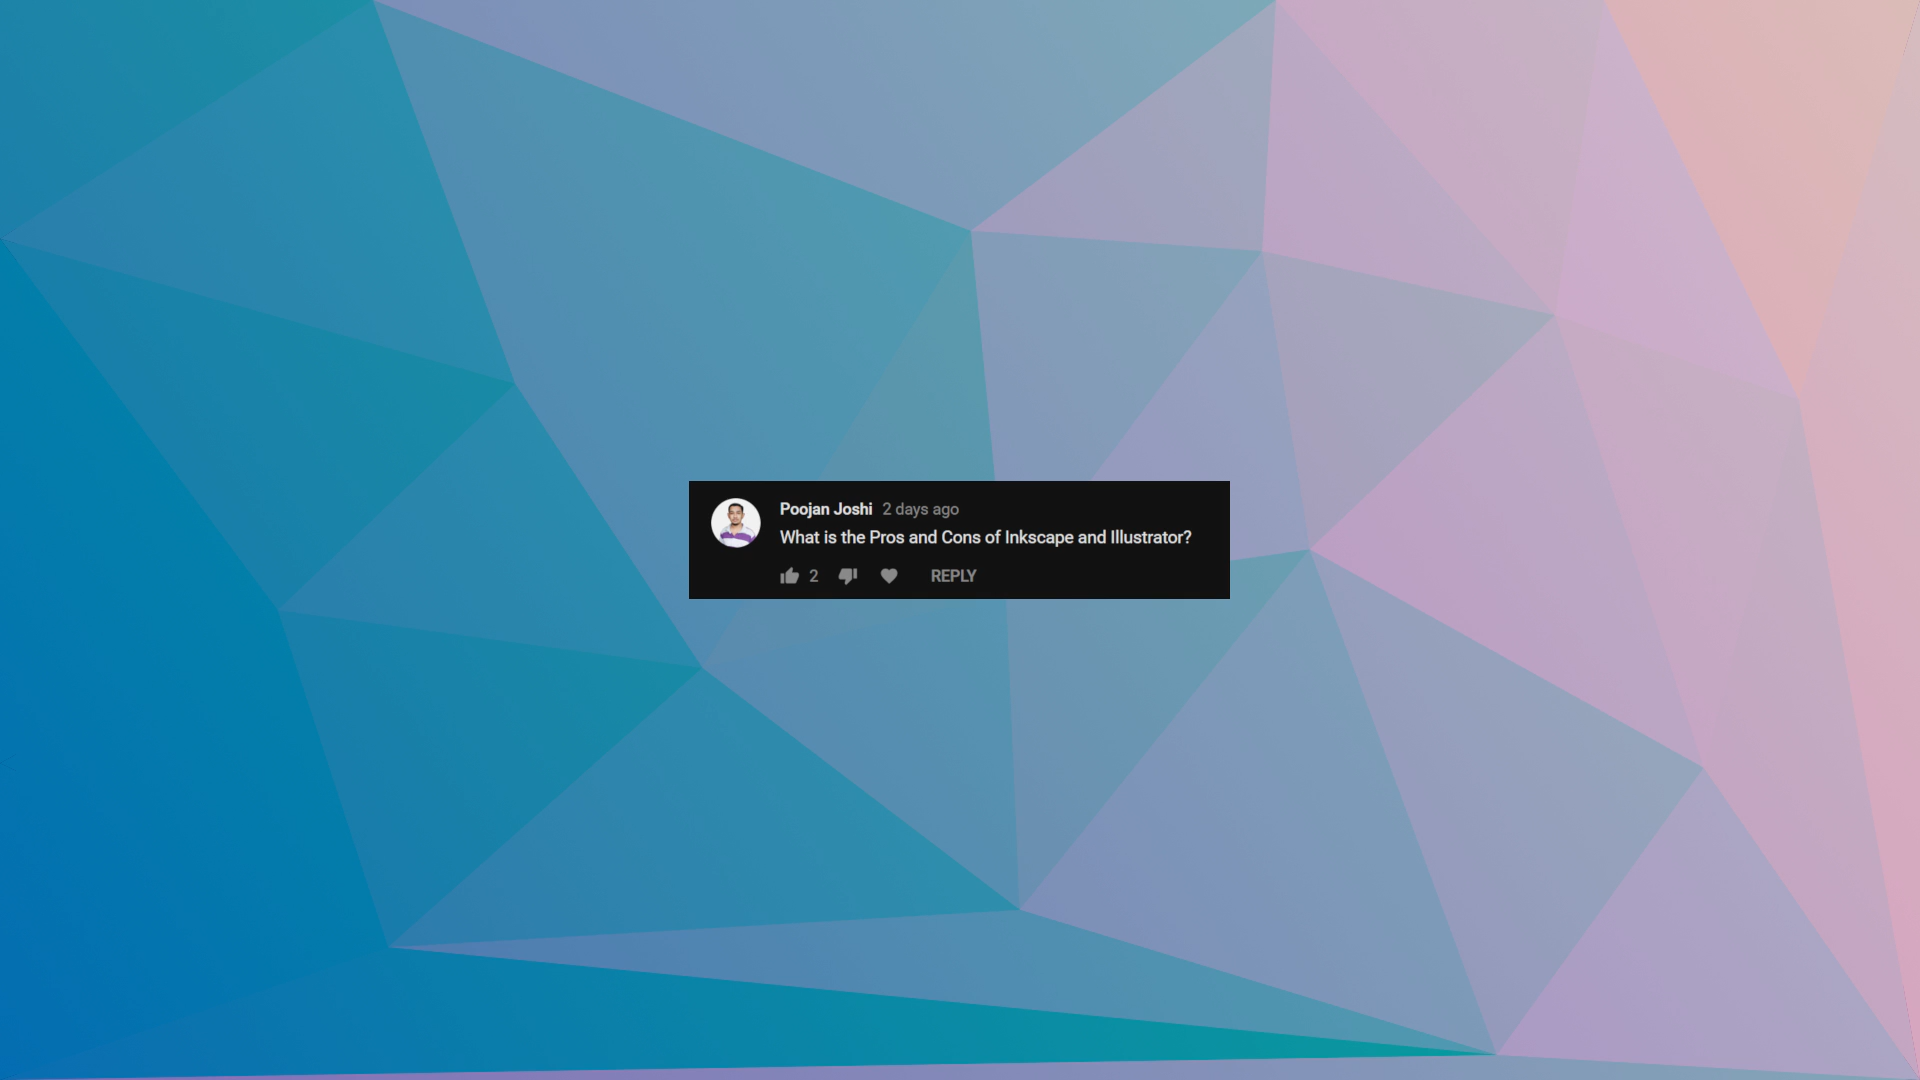 Poojan Joshi 2 days ago
What is the Pros and Cons of Inkscape and Illustrator?
2 REPLY